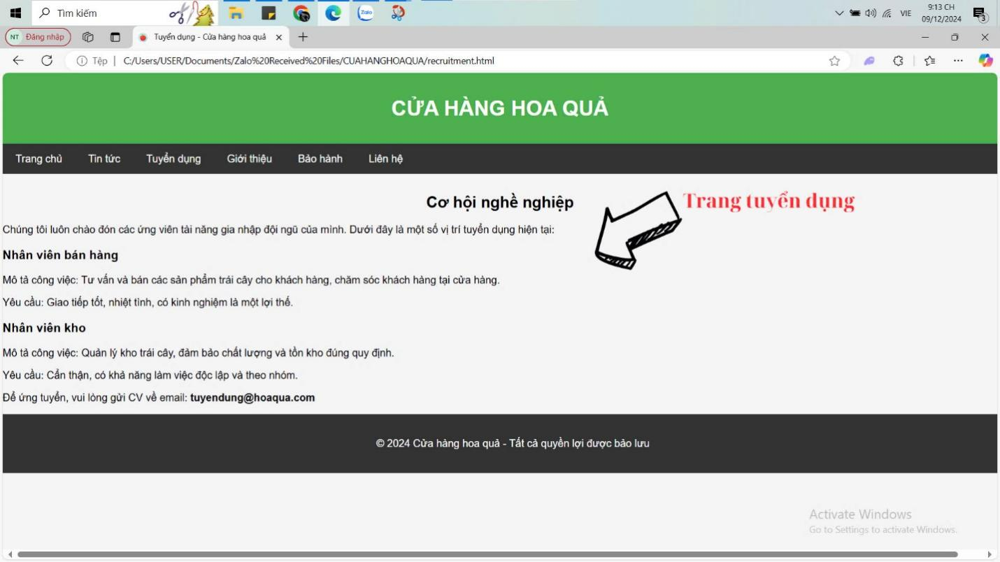 Tìm kiếm
Zalo
VIE
9:13 CH
09/12/2024
3
NT Đăng nhập
Tuyển dụng - Cửa hàng hoa quả
Tệp | C:/Users/USER/Documents/Zalo%20Received%20Files/CUAHANGHOAQUA/recruitment.html
CỬA HÀNG HOA QUẢ
Trang chủ Tin tức Tuyển dụng Giới thiệu Bảo hành Liên hệ
Cơ hội nghề nghiệp
Trang tuyển dụng
Chúng tôi luôn chào đón các ứng viên tài năng gia nhập đội ngũ của mình. Dưới đây là một số vị trí tuyển dụng hiện tại:
Nhân viên bán hàng
Mô tả công việc: Tư vấn và bán các sản phẩm trái cây cho khách hàng, chăm sóc khách hàng tại cửa hàng.
Yêu cầu: Giao tiếp tốt, nhiệt tình, có kinh nghiệm là một lợi thế.
Nhân viên kho
Mô tả công việc: Quản lý kho trái cây, đảm bảo chất lượng và tồn kho đúng quy định.
Yêu cầu: Cẩn thận, có khả năng làm việc độc lập và theo nhóm.
Để ứng tuyển, vui lòng gửi CV về email: tuyendung@hoaqua.com
© 2024 Cửa hàng hoa quả - Tất cả quyền lợi được bảo lưu
Activate Windows
Go to Settings to activate Windows.